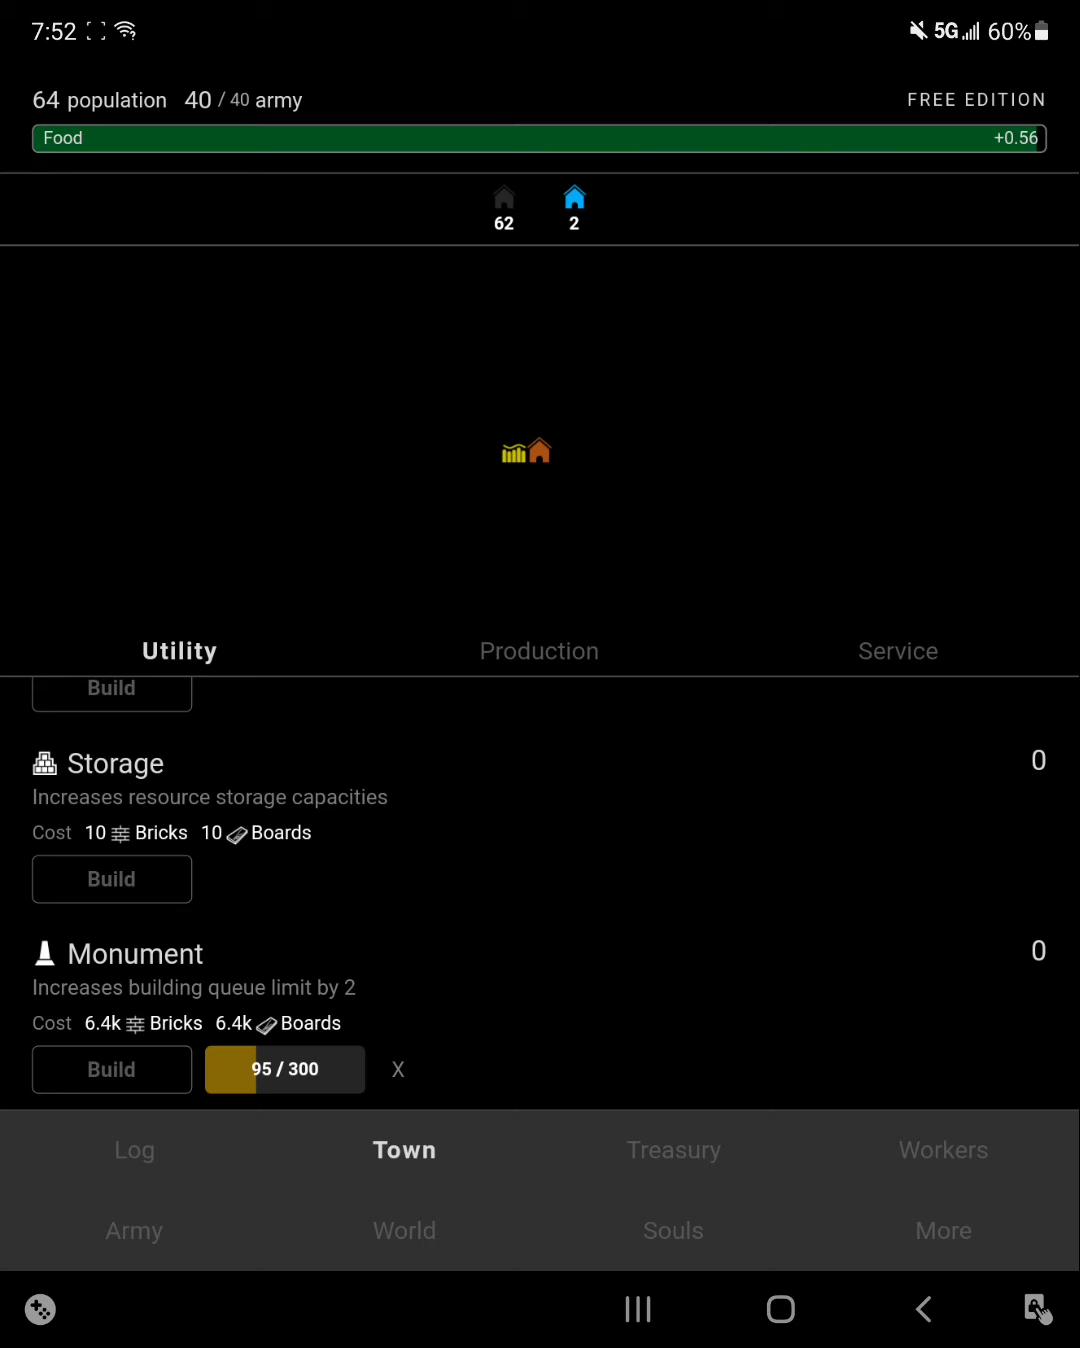 7:52 5G 60%
64 population 40 / 40 army FREE EDITION
Food +0.56
62 2
Utility Production Service
Build
Storage 0
Increases resource storage capacities
Cost 10 Bricks 10 Boards
Build
Monument 0
Increases building queue limit by 2
Cost 6.4k Bricks 6.4k Boards
Build 95 / 300 X
Log Town Treasury Workers
Army World Souls More